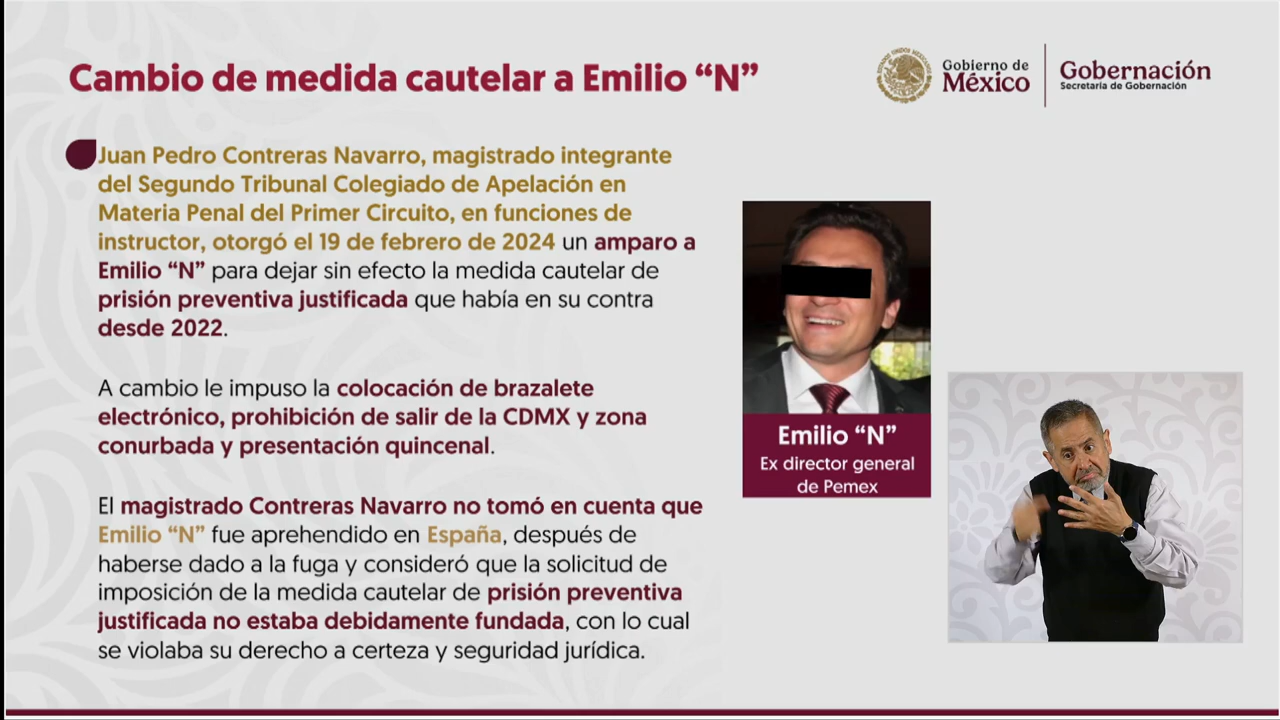 Cambio de medida cautelar a Emilio “N”
Gobierno de
México
Gobernación
Secretaría de Gobernación
Juan Pedro Contreras Navarro, magistrado integrante
del Segundo Tribunal Colegiado de Apelación en
Materia Penal del Primer Circuito, en funciones de
instructor, otorgó el 19 de febrero de 2024 un amparo a
Emilio “N” para dejar sin efecto la medida cautelar de
prisión preventiva justificada que había en su contra
desde 2022.
A cambio le impuso la colocación de brazalete
electrónico, prohibición de salir de la CDMX y zona
conurbada y presentación quincenal.
El magistrado Contreras Navarro no tomó en cuenta que
Emilio “N” fue aprehendido en España, después de
haberse dado a la fuga y consideró que la solicitud de
imposición de la medida cautelar de prisión preventiva
justificada no estaba debidamente fundada, con lo cual
se violaba su derecho a certeza y seguridad jurídica.
Emilio “N”
Ex director general
de Pemex